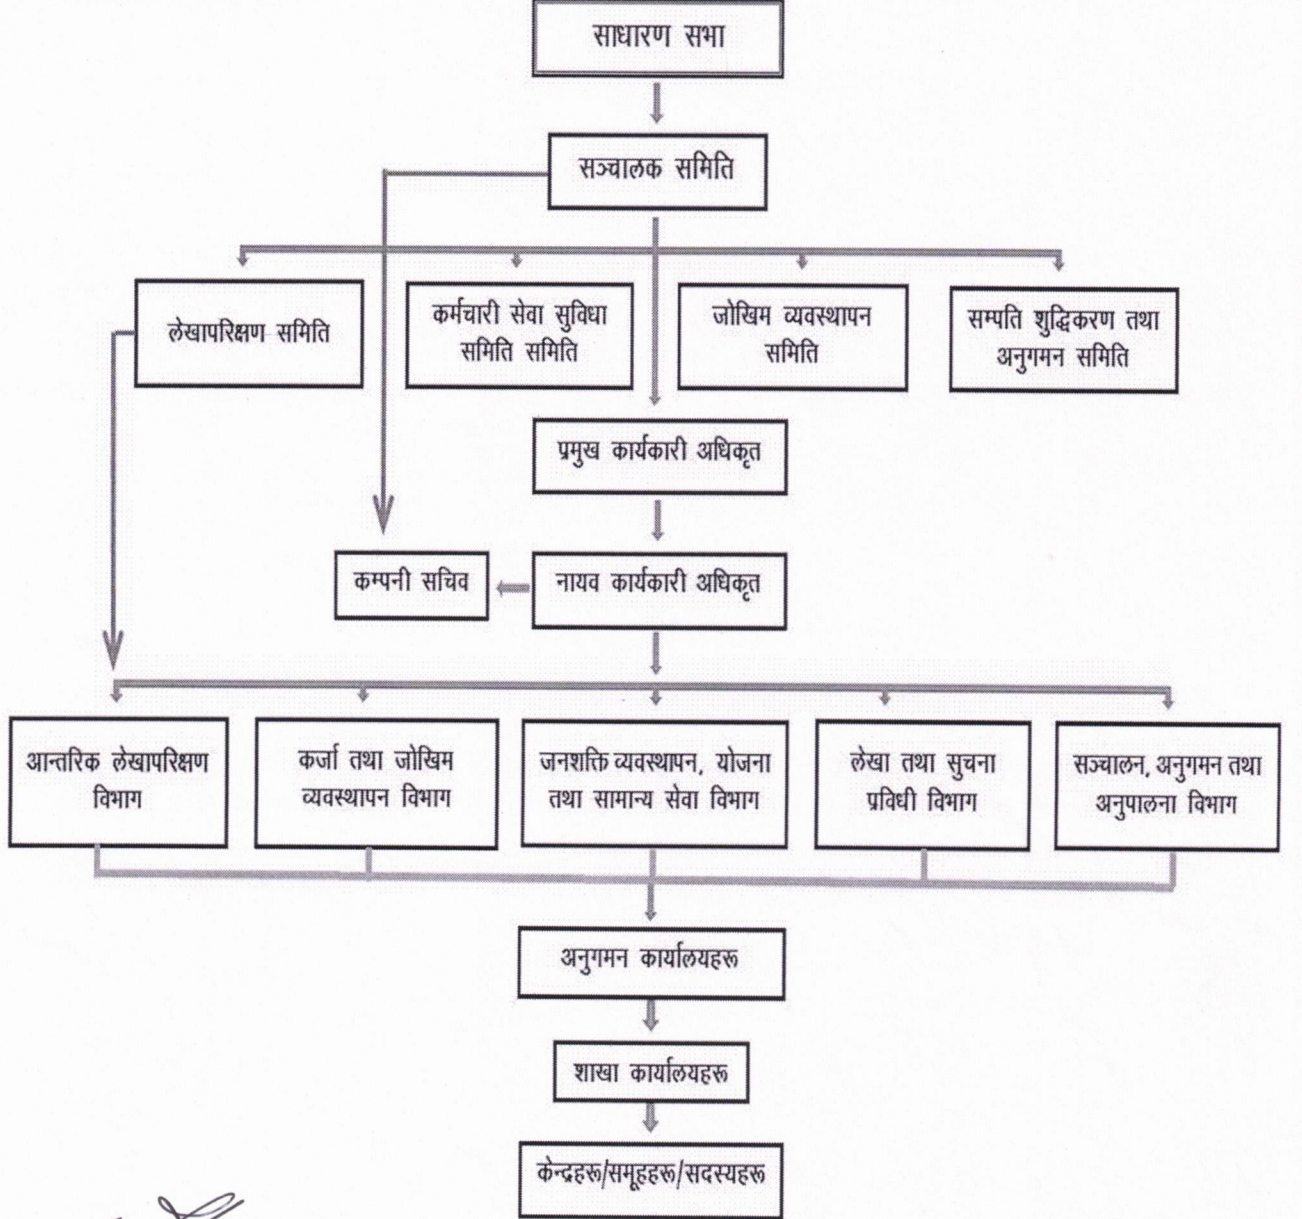 साधारण सभा
सञ्चालक समिति
लेखापरिक्षण समिति
कर्मचारी सेवा सुविधा
समिति समिति
जोखिम व्यवस्थापन
समिति
सम्पति शुद्धिकरण तथा
अनुगमन समिति
प्रमुख कार्यकारी अधिकृत
कम्पनी सचिव
नायव कार्यकारी अधिकृत
आन्तरिक लेखापरिक्षण
विभाग
कर्जा तथा जोखिम
व्यवस्थापन विभाग
जनशक्ति व्यवस्थापन, योजना
तथा सामान्य सेवा विभाग
लेखा तथा सुचना
प्रविधी विभाग
सञ्चालन, अनुगमन तथा
अनुपालना विभाग
अनुगमन कार्यालयहरू
शाखा कार्यालयहरू
केन्द्रहरू/समूहहरू/सदस्यहरू